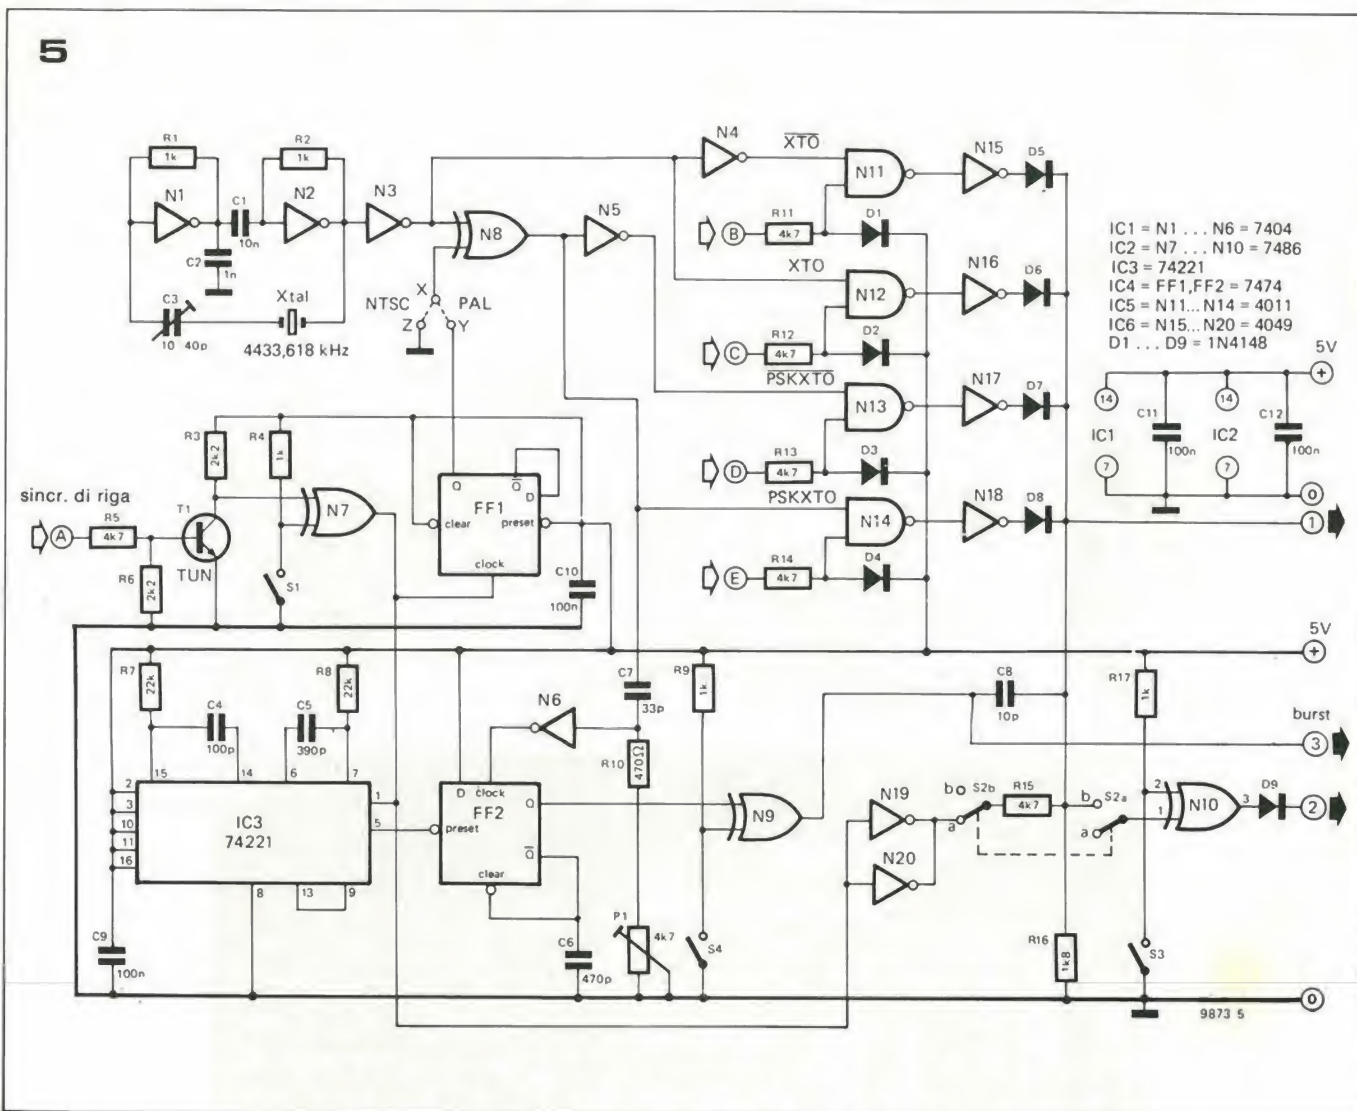 5
R1
1k
R2
1k
N1
C1
10n
N2
N3
C2
1n
C3
10 40p
Xtal
4433,618 kHz
N8
N5
NTSC
X
PAL
Z
Y
N4
XTO
N11
N15
D5
B
R11
4k7
D1
XTO
N12
N16
D6
C
R12
4k7
D2
PSKXTO
N13
N17
D7
D
R13
4k7
D3
PSKXTO
N14
N18
D8
E
R14
4k7
D4
IC1 = N1 ... N6 = 7404
IC2 = N7 ... N10 = 7486
IC3 = 74221
IC4 = FF1,FF2 = 7474
IC5 = N11...N14 = 4011
IC6 = N15...N20 = 4049
D1 ... D9 = 1N4148
5V
+
14
IC1
7
C11
100n
14
IC2
7
C12
100n
0
1
sincr. di riga
A
R5
4k7
R6
2k2
T1
TUN
R3
2k2
R4
1k
S1
N7
Q
Q
D
FF1
clear
preset
clock
C10
100n
5V
+
R7
22k
C4
100p
C5
390p
R8
22k
15
14
6
7
2
3
10
11
16
1
5
IC3
74221
8
13
9
C9
100n
N6
D
clock
Q
FF2
preset
Q
clear
C6
470p
C7
33p
R10
470Ω
P1
4k7
R9
1k
S4
N9
C8
10p
N19
N20
b
a
S2b
R15
4k7
b
S2a
a
R16
1k8
R17
1k
2
1
N10
3
D9
burst
3
2
S3
0
9873 5